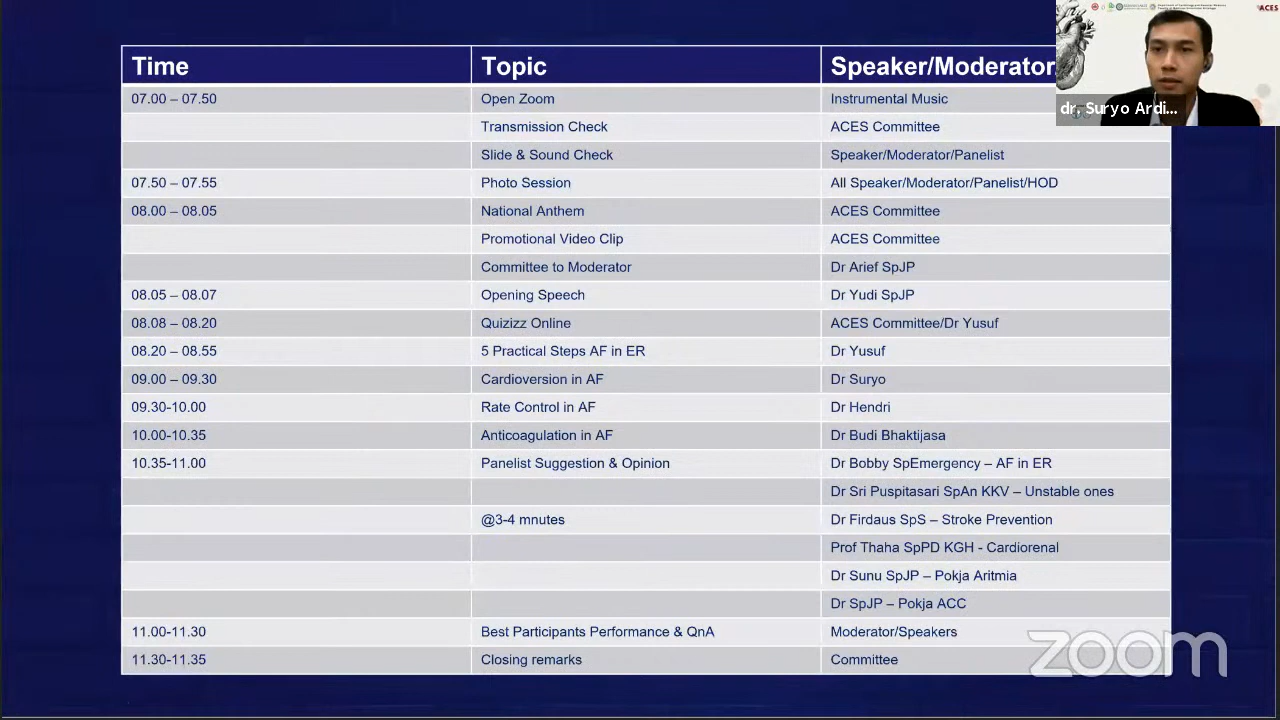 Time Topic Speaker/Moderator
07.00 – 07.50 Open Zoom Instrumental Music
Transmission Check ACES Committee
Slide & Sound Check Speaker/Moderator/Panelist
07.50 – 07.55 Photo Session All Speaker/Moderator/Panelist/HOD
08.00 – 08.05 National Anthem ACES Committee
Promotional Video Clip ACES Committee
Committee to Moderator Dr Arief SpJP
08.05 – 08.07 Opening Speech Dr Yudi SpJP
08.08 – 08.20 Quizizz Online ACES Committee/Dr Yusuf
08.20 – 08.55 5 Practical Steps AF in ER Dr Yusuf
09.00 – 09.30 Cardioversion in AF Dr Suryo
09.30-10.00 Rate Control in AF Dr Hendri
10.00-10.35 Anticoagulation in AF Dr Budi Bhaktijasa
10.35-11.00 Panelist Suggestion & Opinion Dr Bobby SpEmergency – AF in ER
Dr Sri Puspitasari SpAn KKV – Unstable ones
@3-4 mnutes Dr Firdaus SpS – Stroke Prevention
Prof Thaha SpPD KGH - Cardiorenal
Dr Sunu SpJP – Pokja Aritmia
Dr SpJP – Pokja ACC
11.00-11.30 Best Participants Performance & QnA Moderator/Speakers
11.30-11.35 Closing remarks Committee
ACES
dr, Suryo Ardi...
zoom